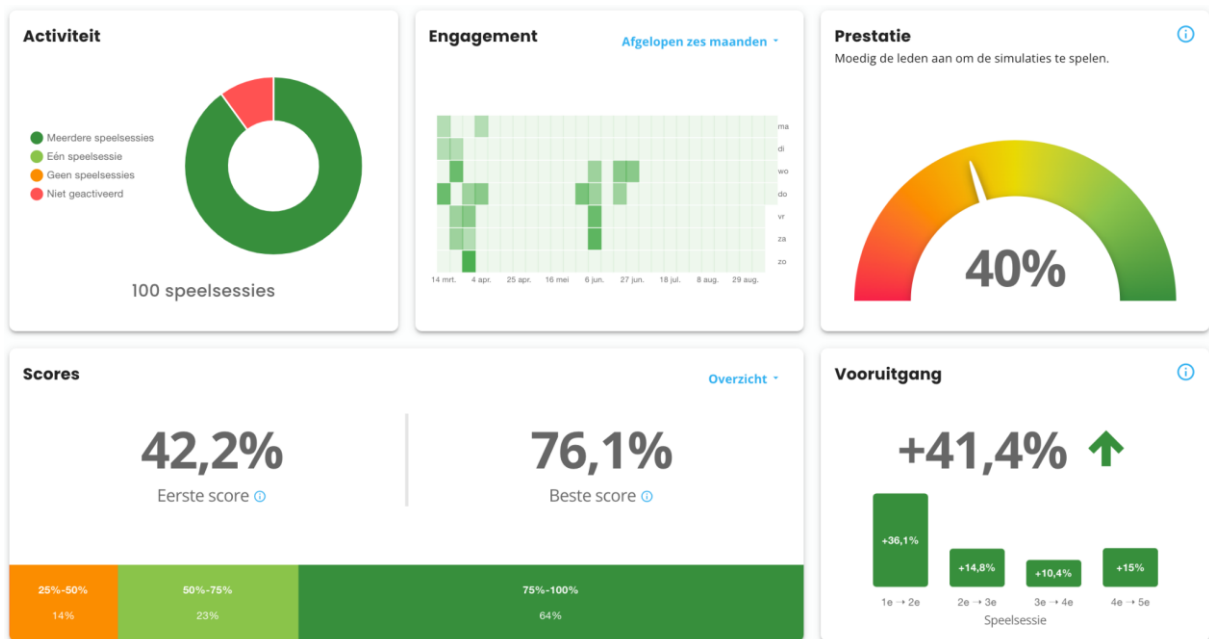 Activiteit
Meerdere speelsessies
Eén speelsessie
Geen speelsessies
Niet geactiveerd
100 speelsessies
Engagement
Afgelopen zes maanden
ma
di
wo
do
vr
za
zo
14 mrt. 4 apr. 25 apr. 16 mei 6 jun. 27 jun. 18 jul. 8 aug. 29 aug.
Prestatie
Moedig de leden aan om de simulaties te spelen.
40%
Scores
Overzicht
42,2%
Eerste score
76,1%
Beste score
25%-50% 50%-75% 75%-100%
14% 23% 64%
Vooruitgang
+41,4%
+36,1% +14,8% +10,4% +15%
1e → 2e 2e → 3e 3e → 4e 4e → 5e
Speelsessie